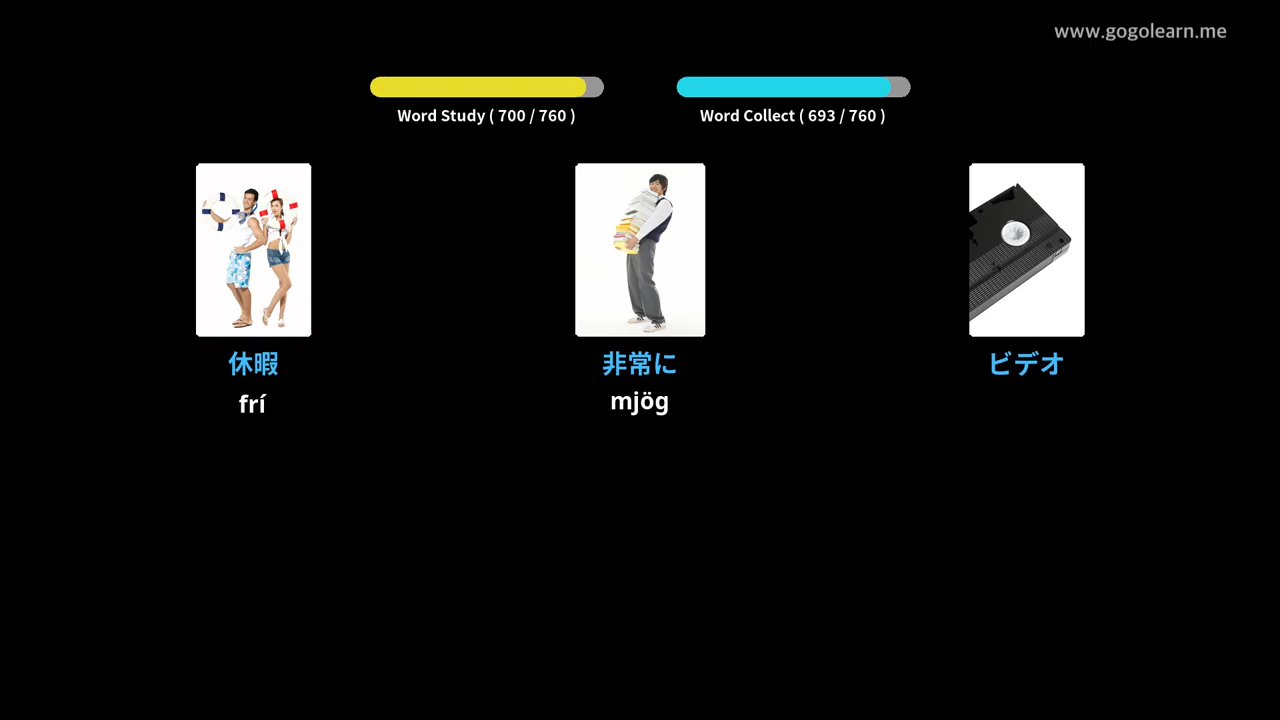 www.gogolearn.me
Word Study ( 700 / 760 )
Word Collect ( 693 / 760 )
休暇
frí
非常に
mjög
ビデオ